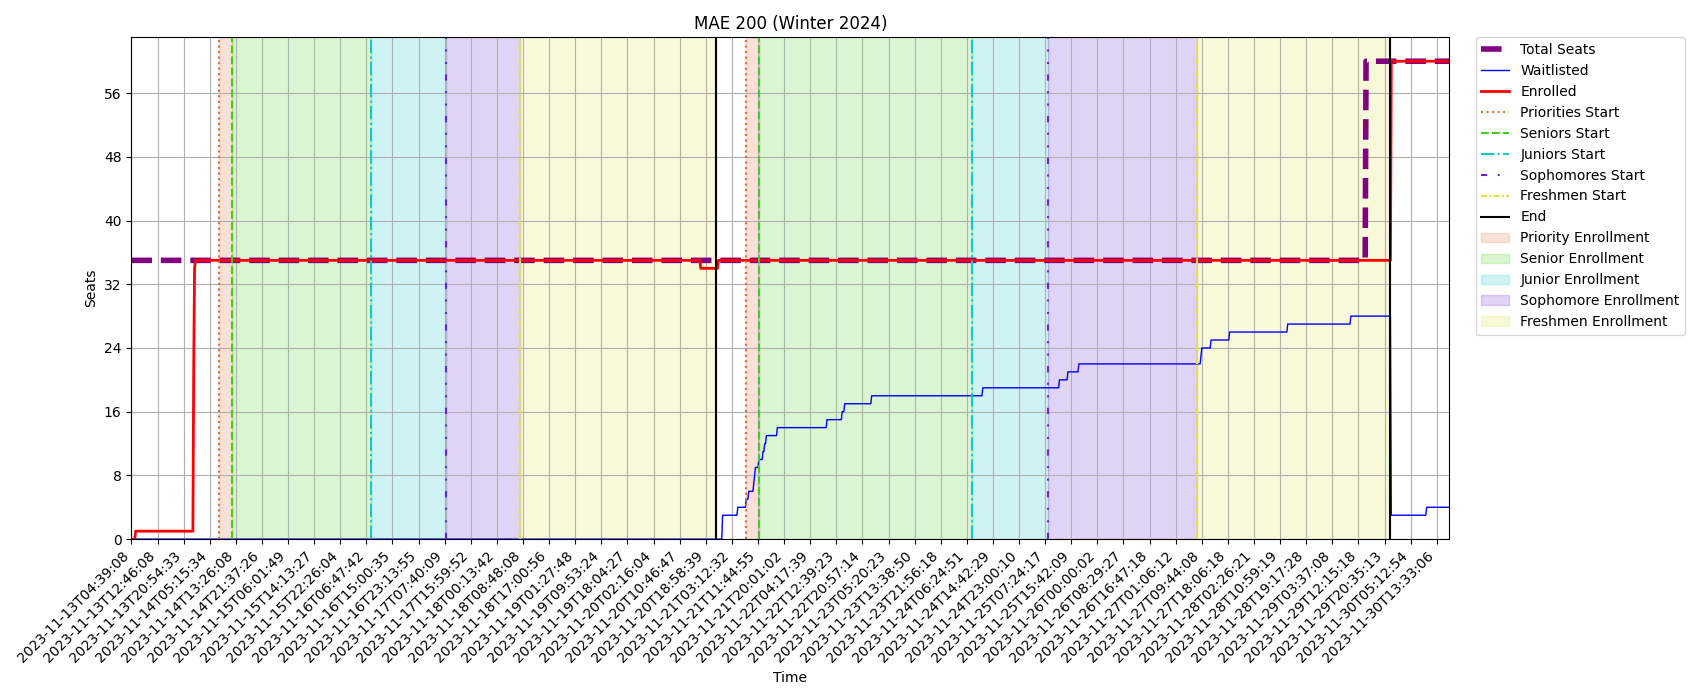 MAE 200 (Winter 2024)
Seats
56
48
40
32
24
16
8
0
2023-11-13T04:39:08
2023-11-13T12:46:08
2023-11-13T20:54:33
2023-11-14T05:15:34
2023-11-14T13:26:08
2023-11-14T21:37:26
2023-11-15T06:01:49
2023-11-15T14:13:27
2023-11-15T22:26:04
2023-11-16T06:47:42
2023-11-16T15:00:35
2023-11-16T23:13:55
2023-11-17T07:40:09
2023-11-17T15:59:52
2023-11-18T00:13:42
2023-11-18T08:48:08
2023-11-18T17:00:56
2023-11-19T01:27:48
2023-11-19T09:53:24
2023-11-19T18:04:27
2023-11-20T02:16:04
2023-11-20T10:46:47
2023-11-20T18:58:39
2023-11-21T03:12:32
2023-11-21T11:44:55
2023-11-21T20:01:02
2023-11-22T04:17:39
2023-11-22T12:39:23
2023-11-22T20:57:14
2023-11-23T05:20:23
2023-11-23T13:38:50
2023-11-23T21:56:18
2023-11-24T06:24:51
2023-11-24T14:42:29
2023-11-24T23:00:10
2023-11-25T07:24:17
2023-11-25T15:42:09
2023-11-26T00:00:02
2023-11-26T08:29:27
2023-11-26T16:47:18
2023-11-27T01:06:12
2023-11-27T09:44:08
2023-11-27T18:06:18
2023-11-28T02:26:21
2023-11-28T10:59:19
2023-11-28T19:17:28
2023-11-29T03:37:08
2023-11-29T12:15:18
2023-11-29T20:35:13
2023-11-30T05:12:54
2023-11-30T13:33:06
Time
Total Seats
Waitlisted
Enrolled
Priorities Start
Seniors Start
Juniors Start
Sophomores Start
Freshmen Start
End
Priority Enrollment
Senior Enrollment
Junior Enrollment
Sophomore Enrollment
Freshmen Enrollment